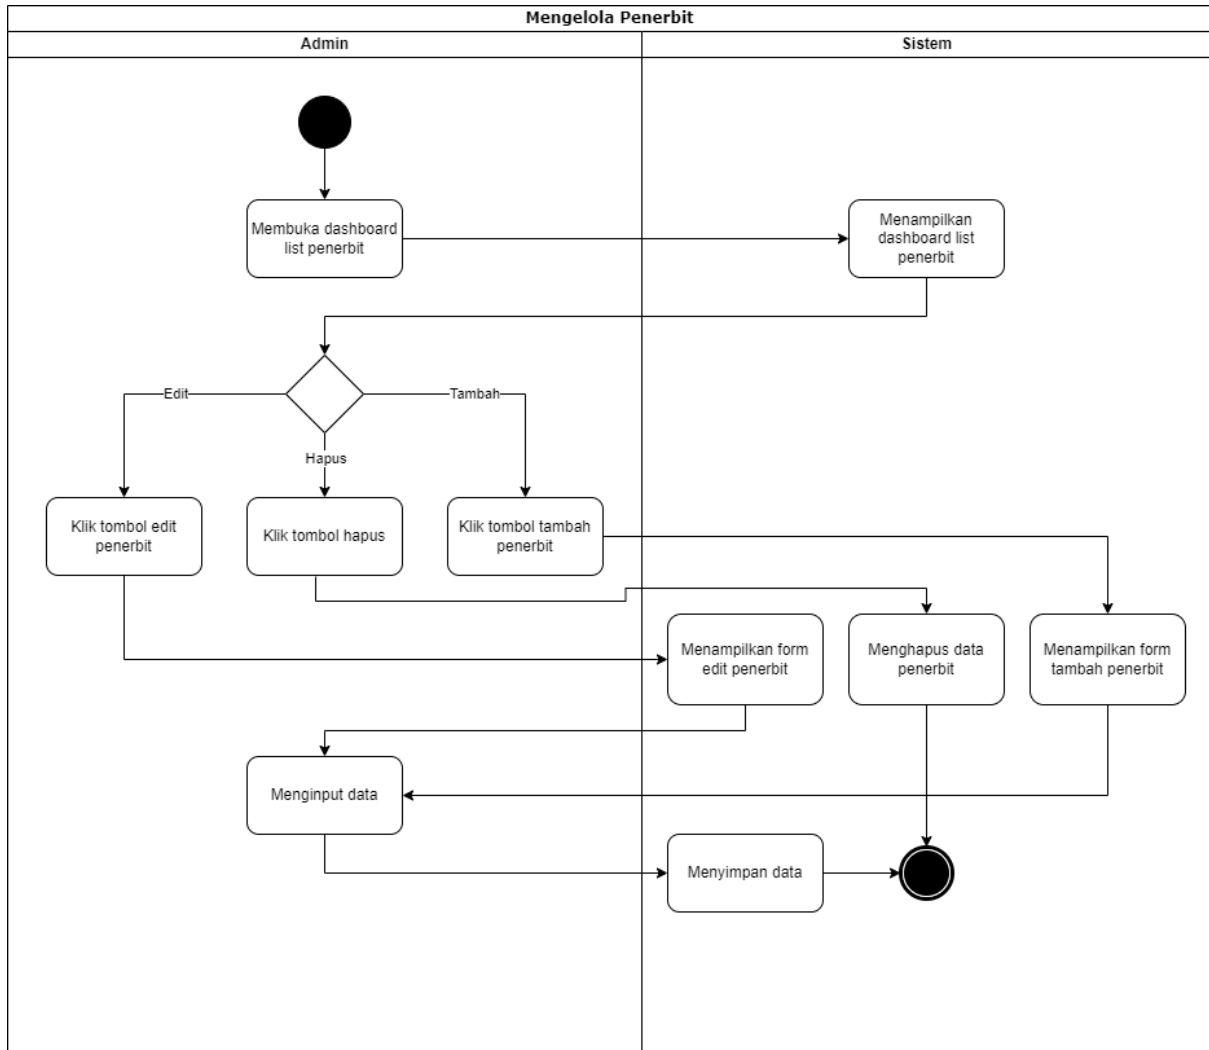 Mengelola Penerbit
Admin
Sistem
Membuka dashboard
list penerbit
Menampilkan
dashboard list
penerbit
Edit
Tambah
Hapus
Klik tombol edit
penerbit
Klik tombol hapus
Klik tombol tambah
penerbit
Menampilkan form
edit penerbit
Menghapus data
penerbit
Menampilkan form
tambah penerbit
Menginput data
Menyimpan data